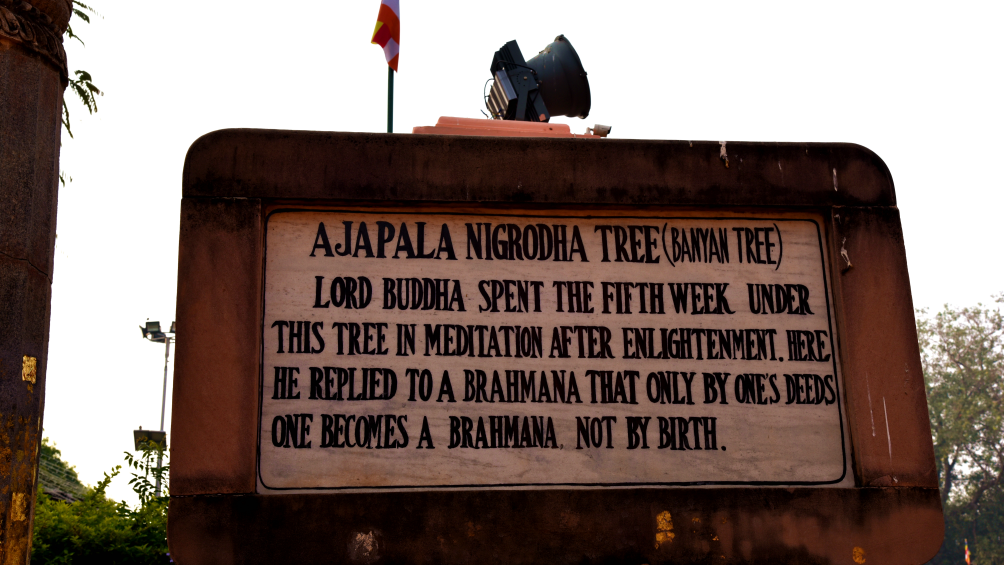 AJAPALA NIGRODHA TREE (BANYAN TREE)
LORD BUDDHA SPENT THE FIFTH WEEK UNDER
THIS TREE IN MEDITATION AFTER ENLIGHTENMENT. HERE
HE REPLIED TO A BRAHMANA THAT ONLY BY ONE'S DEEDS
ONE BECOMES A BRAHMANA. NOT BY BIRTH.